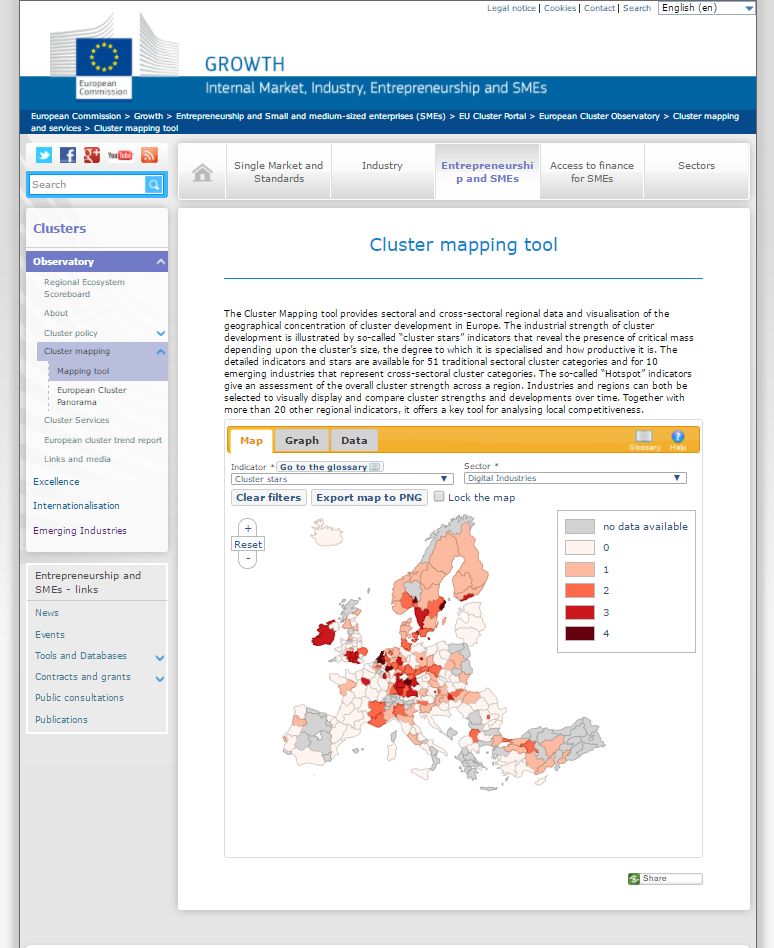 Legal notice | Cookies | Contact | Search English (en)
European
Commission
GROWTH
Internal Market, Industry, Entrepreneurship and SMEs
European Commission > Growth > Entrepreneurship and Small and medium-sized enterprises (SMEs) > EU Cluster Portal > European Cluster Observatory > Cluster mapping
and services > Cluster mapping tool
You Tube
Search
Single Market and
Standards
Industry
Entrepreneurshi
p and SMEs
Access to finance
for SMEs
Sectors
Clusters
Observatory
Regional Ecosystem
Scoreboard
About
Cluster policy
Cluster mapping
Mapping tool
European Cluster
Panorama
Cluster Services
European cluster trend report
Links and media
Excellence
Internationalisation
Emerging Industries
Entrepreneurship and
SMEs - links
News
Events
Tools and Databases
Contracts and grants
Public consultations
Publications
Cluster mapping tool
The Cluster Mapping tool provides sectoral and cross-sectoral regional data and visualisation of the
geographical concentration of cluster development in Europe. The industrial strength of cluster
development is illustrated by so-called “cluster stars” indicators that reveal the presence of critical mass
depending upon the cluster’s size, the degree to which it is specialised and how productive it is. The
detailed indicators and stars are available for 51 traditional sectoral cluster categories and for 10
emerging industries that represent cross-sectoral cluster categories. The so-called “Hotspot” indicators
give an assessment of the overall cluster strength across a region. Industries and regions can both be
selected to visually display and compare cluster strengths and developments over time. Together with
more than 20 other regional indicators, it offers a key tool for analysing local competitiveness.
Map Graph Data
Glossary Help
Indicator * Go to the glossary
Cluster stars
Sector *
Digital Industries
Clear filters Export map to PNG Lock the map
+
Reset
-
no data available
0
1
2
3
4
Share